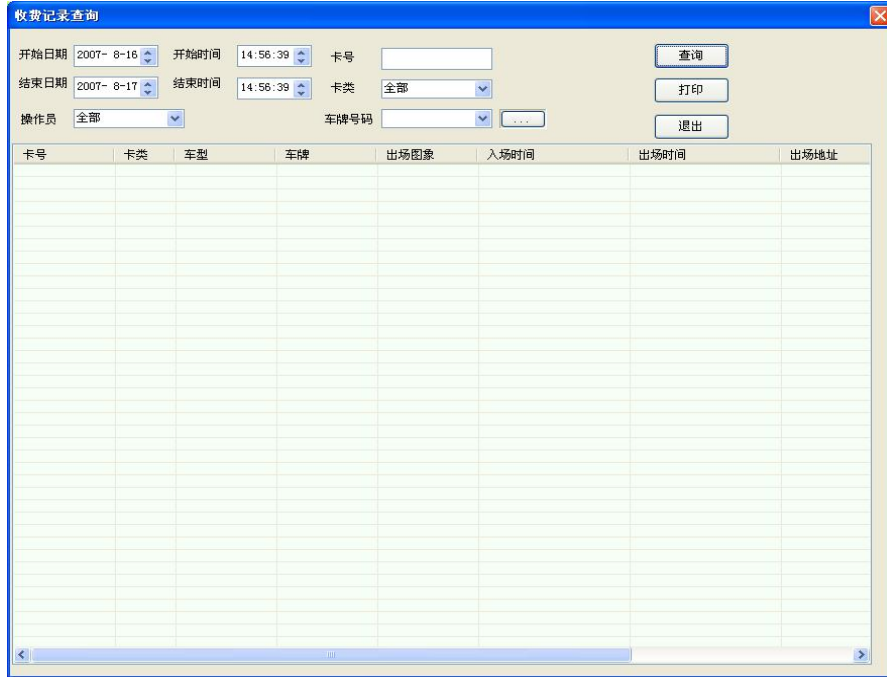 收费记录查询
开始日期 2007- 8-16 开始时间 14:56:39 卡号 查询
结束日期 2007- 8-17 结束时间 14:56:39 卡类 全部 打印
操作员 全部 车牌号码 ... 退出
卡号 卡类 车型 车牌 出场图象 入场时间 出场时间 出场地址